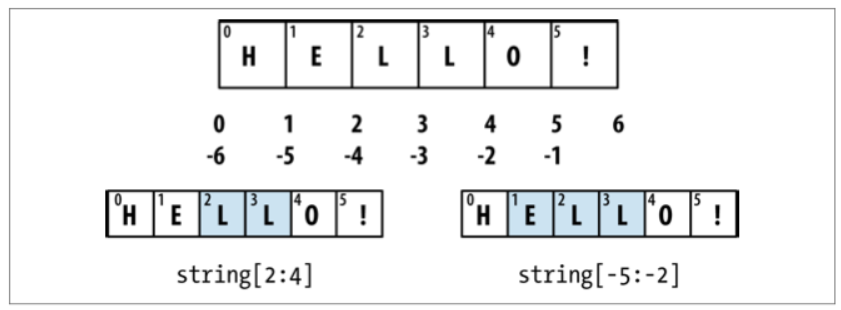 0 H 1 E 2 L 3 L 4 O 5 !
0 1 2 3 4 5 6
-6 -5 -4 -3 -2 -1
0 H 1 E 2 L 3 L 4 O 5 !
0 H 1 E 2 L 3 L 4 O 5 !
string[2:4]
string[-5:-2]